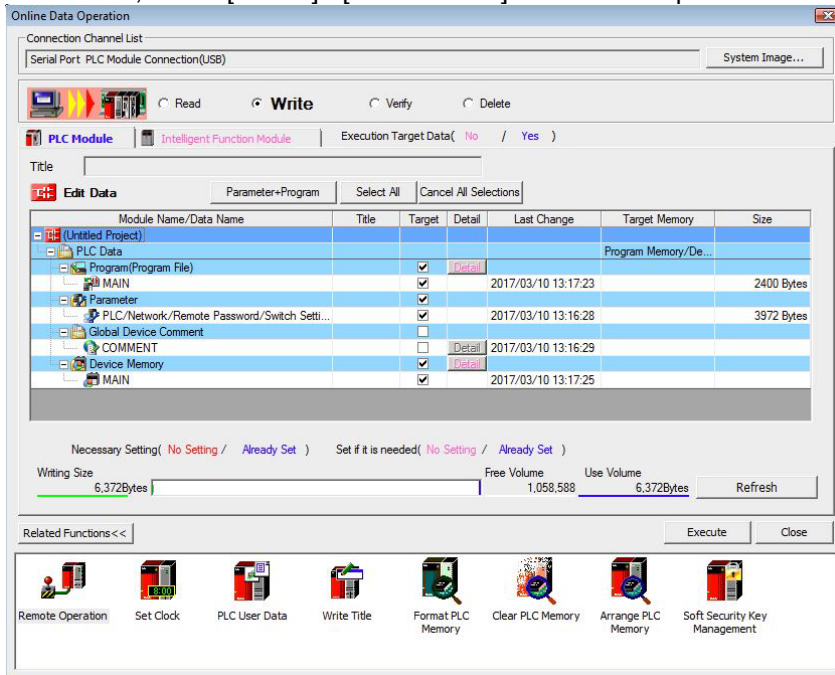 Online Data Operation
Connection Channel List
Serial Port PLC Module Connection(USB)
System Image...
Read Write Verify Delete
PLC Module Intelligent Function Module Execution Target Data( No / Yes )
Title
Edit Data Parameter+Program Select All Cancel All Selections
Module Name/Data Name Title Target Detail Last Change Target Memory Size
(Untitled Project)
PLC Data Program Memory/De...
Program(Program File) Detail
MAIN 2017/03/10 13:17:23 2400 Bytes
Parameter
PLC/Network/Remote Password/Switch Setti... 2017/03/10 13:16:28 3972 Bytes
Global Device Comment
COMMENT Detail 2017/03/10 13:16:29
Device Memory Detail
MAIN 2017/03/10 13:17:25
Necessary Setting( No Setting / Already Set ) Set if it is needed( No Setting / Already Set )
Writing Size Free Volume Use Volume
6,372Bytes 1,058,588 6,372Bytes Refresh
Related Functions<< Execute Close
8:00
Remote Operation Set Clock PLC User Data Write Title Format PLC Memory Clear PLC Memory Arrange PLC Memory Soft Security Key Management